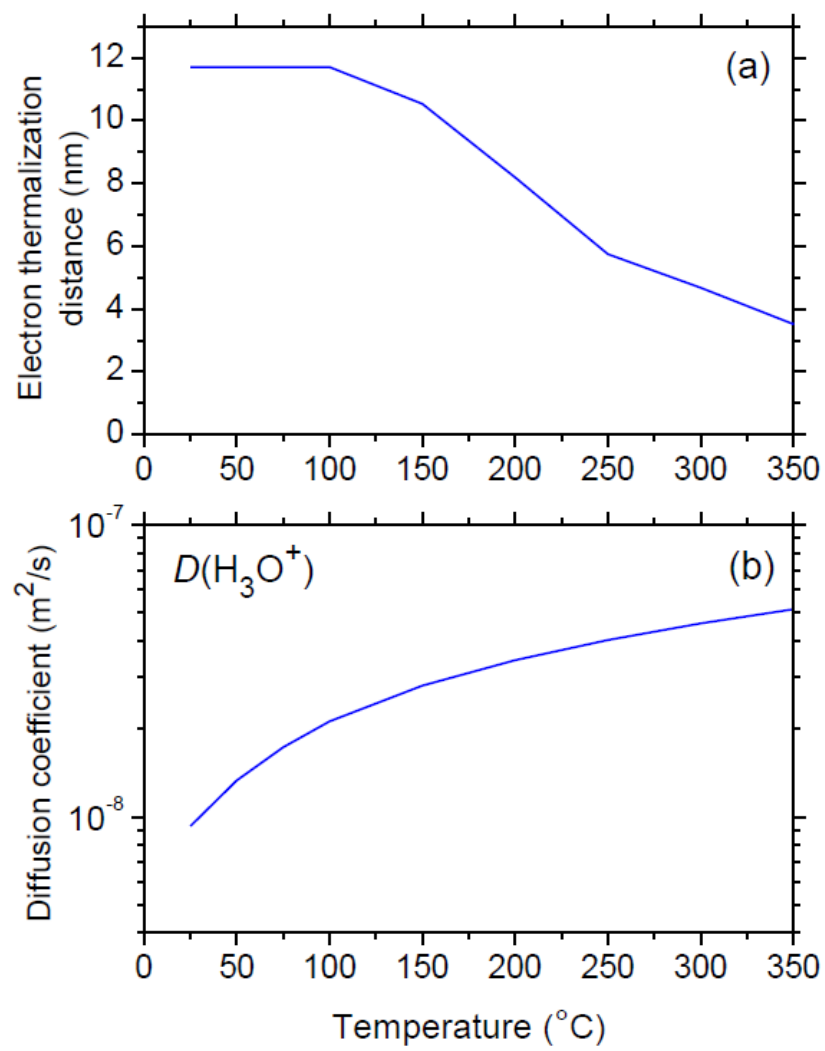 Electron thermalization
distance (nm)
(a)
12
10
8
6
4
2
0
0 50 100 150 200 250 300 350
Diffusion coefficient (m²/s)
10⁻⁷
D(H₃O⁺)
(b)
10⁻⁸
0 50 100 150 200 250 300 350
Temperature (°C)